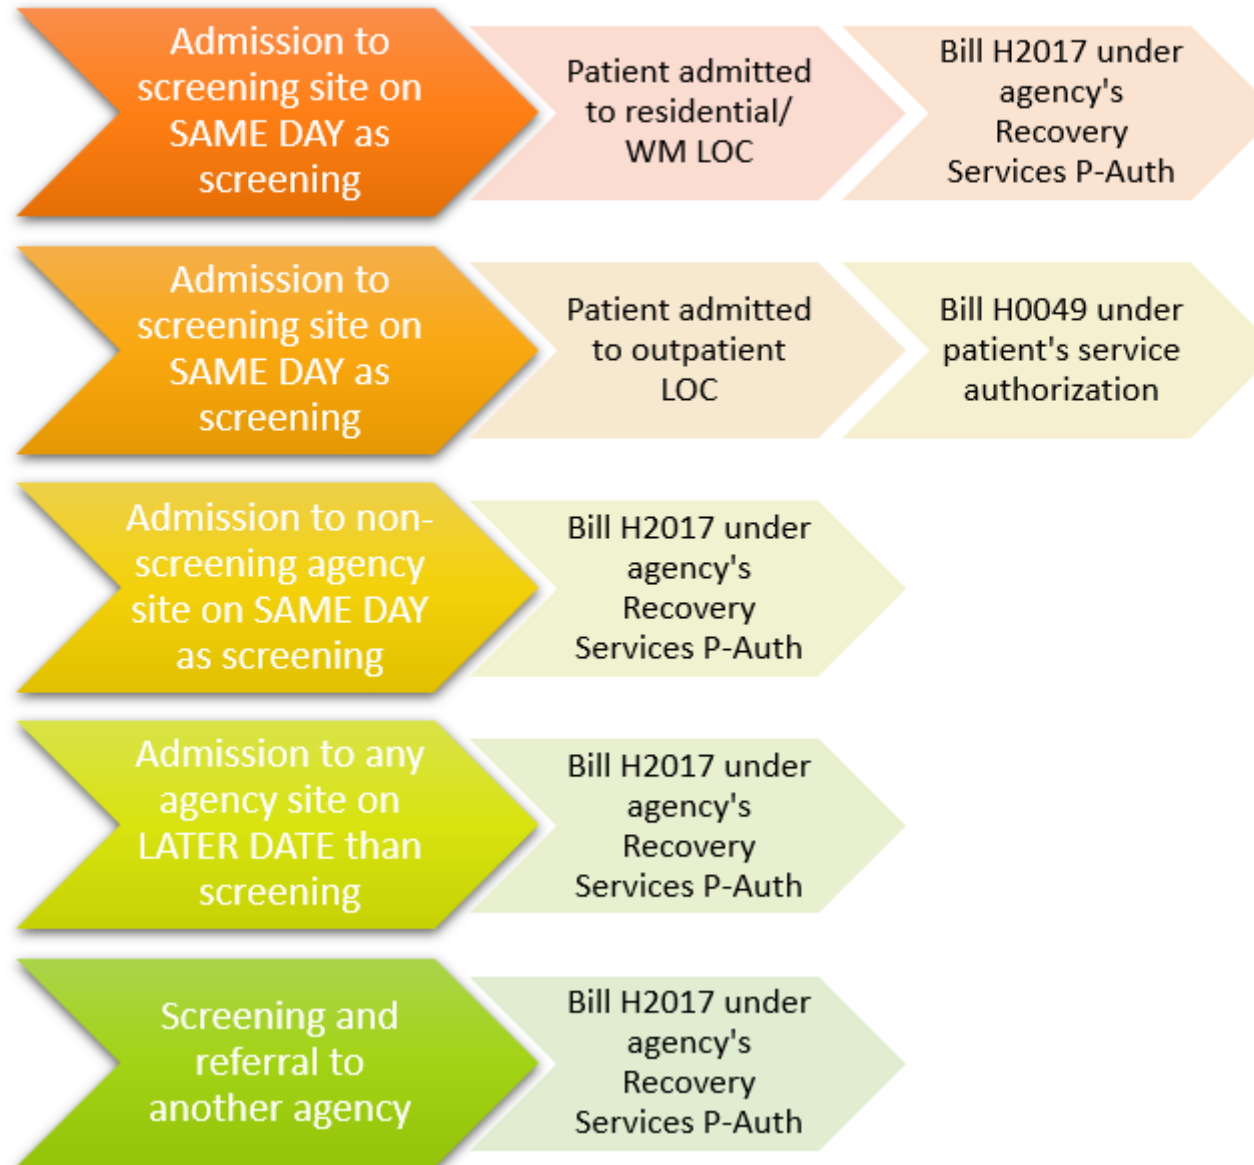 Admission to
screening site on
SAME DAY as
screening
Patient admitted
to residential/
WM LOC
Bill H2017 under
agency's
Recovery
Services P-Auth
Admission to
screening site on
SAME DAY as
screening
Patient admitted
to outpatient
LOC
Bill H0049 under
patient's service
authorization
Admission to non-
screening agency
site on SAME DAY
as screening
Bill H2017 under
agency's
Recovery
Services P-Auth
Admission to any
agency site on
LATER DATE than
screening
Bill H2017 under
agency's
Recovery
Services P-Auth
Screening and
referral to
another agency
Bill H2017 under
agency's
Recovery
Services P-Auth